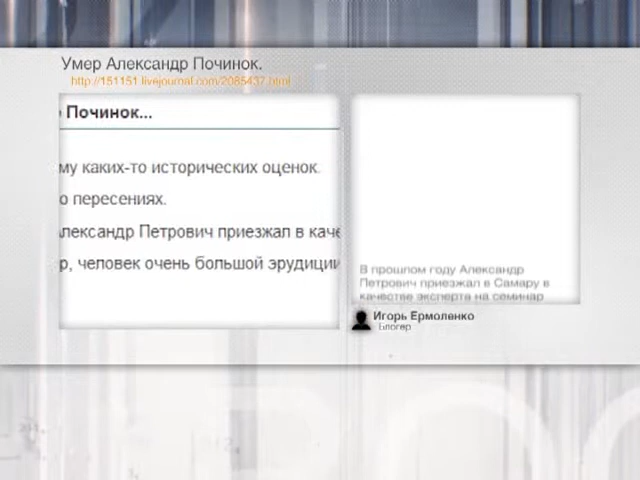 Умер Александр Починок.
http://151151.livejournal.com/2085437.html
Починок...
му каких-то исторических оценок.
о пересениях.
лександр Петрович приезжал в каче
р, человек очень большой эрудиции
В прошлом году Александр
Петрович приезжал в Самару в
качестве эксперта на семинар
Игорь Ермоленко
Блогер